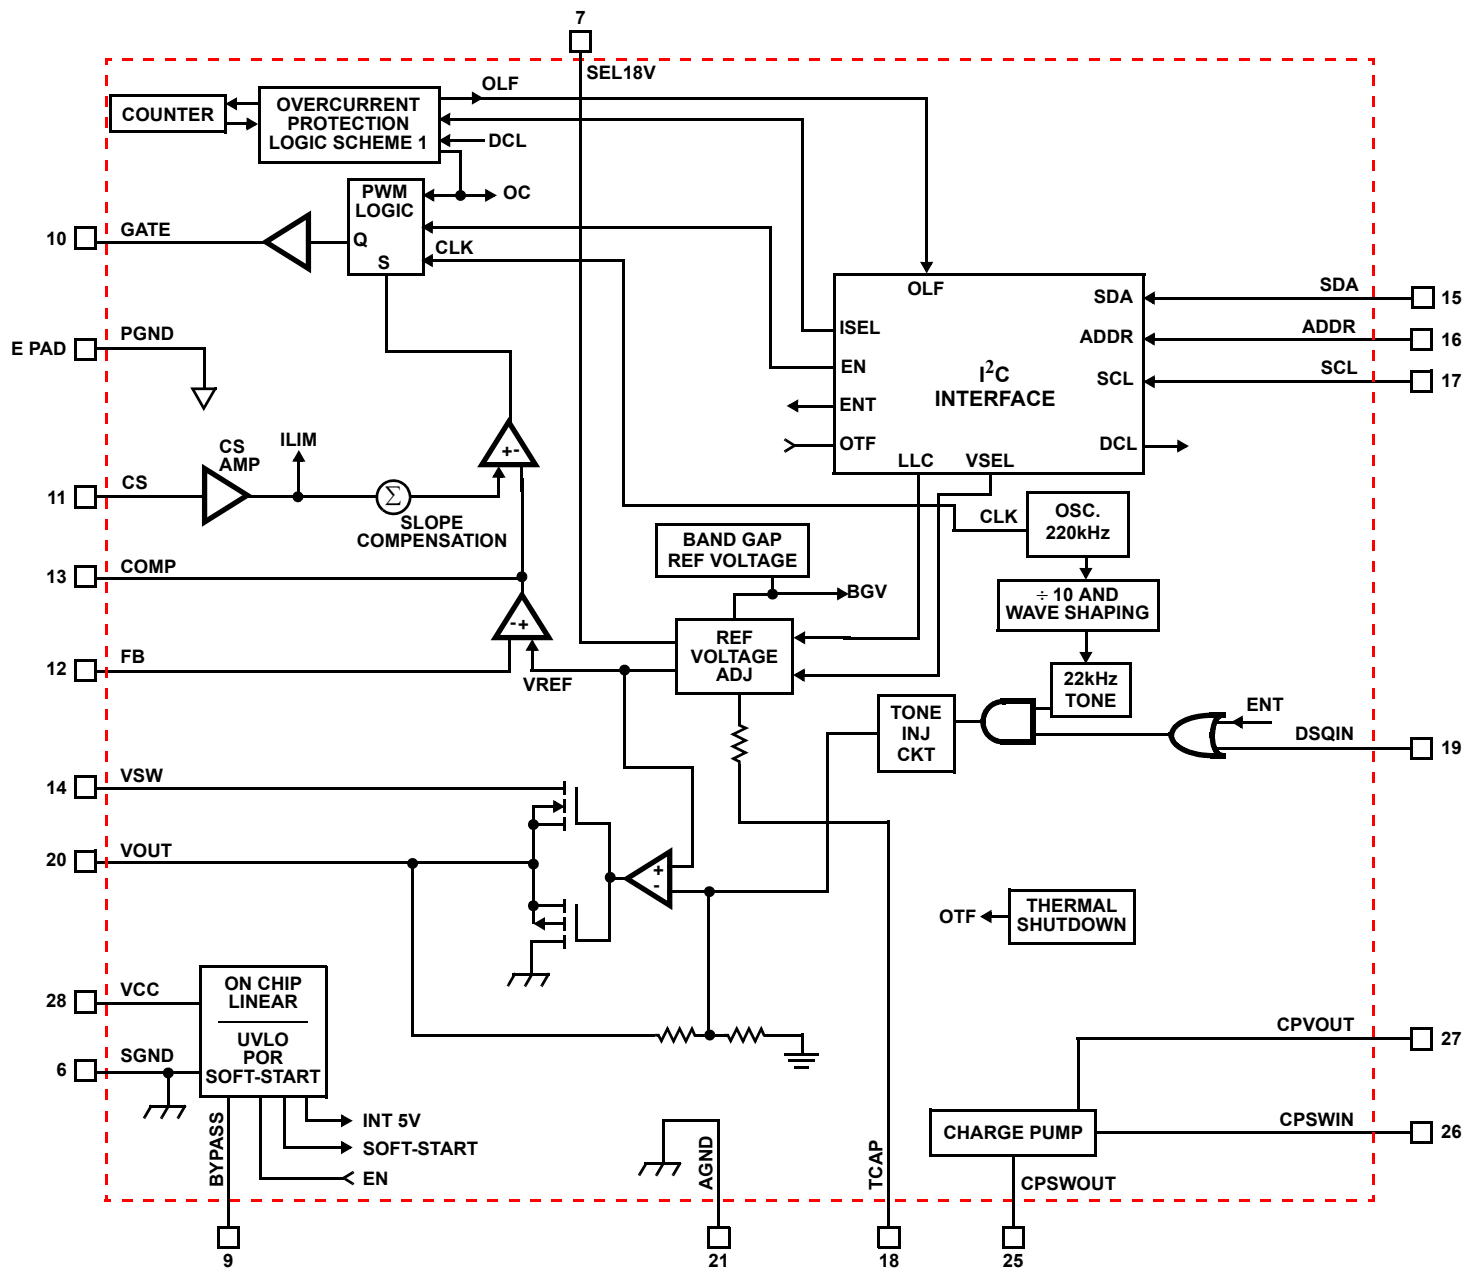 7
SEL18V
COUNTER
OVERCURRENT
PROTECTION
LOGIC SCHEME 1
OLF
DCL
OC
PWM
LOGIC
Q
S
CLK
10
GATE
E PAD
PGND
OLF
ISEL
EN
ENT
OTF
LLC
VSEL
SDA
ADDR
SCL
DCL
I²C
INTERFACE
SDA
15
ADDR
16
SCL
17
CS
AMP
ILIM
11
CS
Σ
SLOPE
COMPENSATION
+-
13
COMP
-+
12
FB
VREF
BAND GAP
REF VOLTAGE
BGV
REF
VOLTAGE
ADJ
CLK
OSC.
220kHz
÷ 10 AND
WAVE SHAPING
22kHz
TONE
TONE
INJ
CKT
ENT
DSQIN
19
14
VSW
20
VOUT
+
-
OTF
THERMAL
SHUTDOWN
28
VCC
6
SGND
ON CHIP
LINEAR
UVLO
POR
SOFT-START
INT 5V
SOFT-START
EN
BYPASS
9
AGND
21
TCAP
18
CHARGE PUMP
CPVOUT
27
CPSWIN
26
CPSWOUT
25